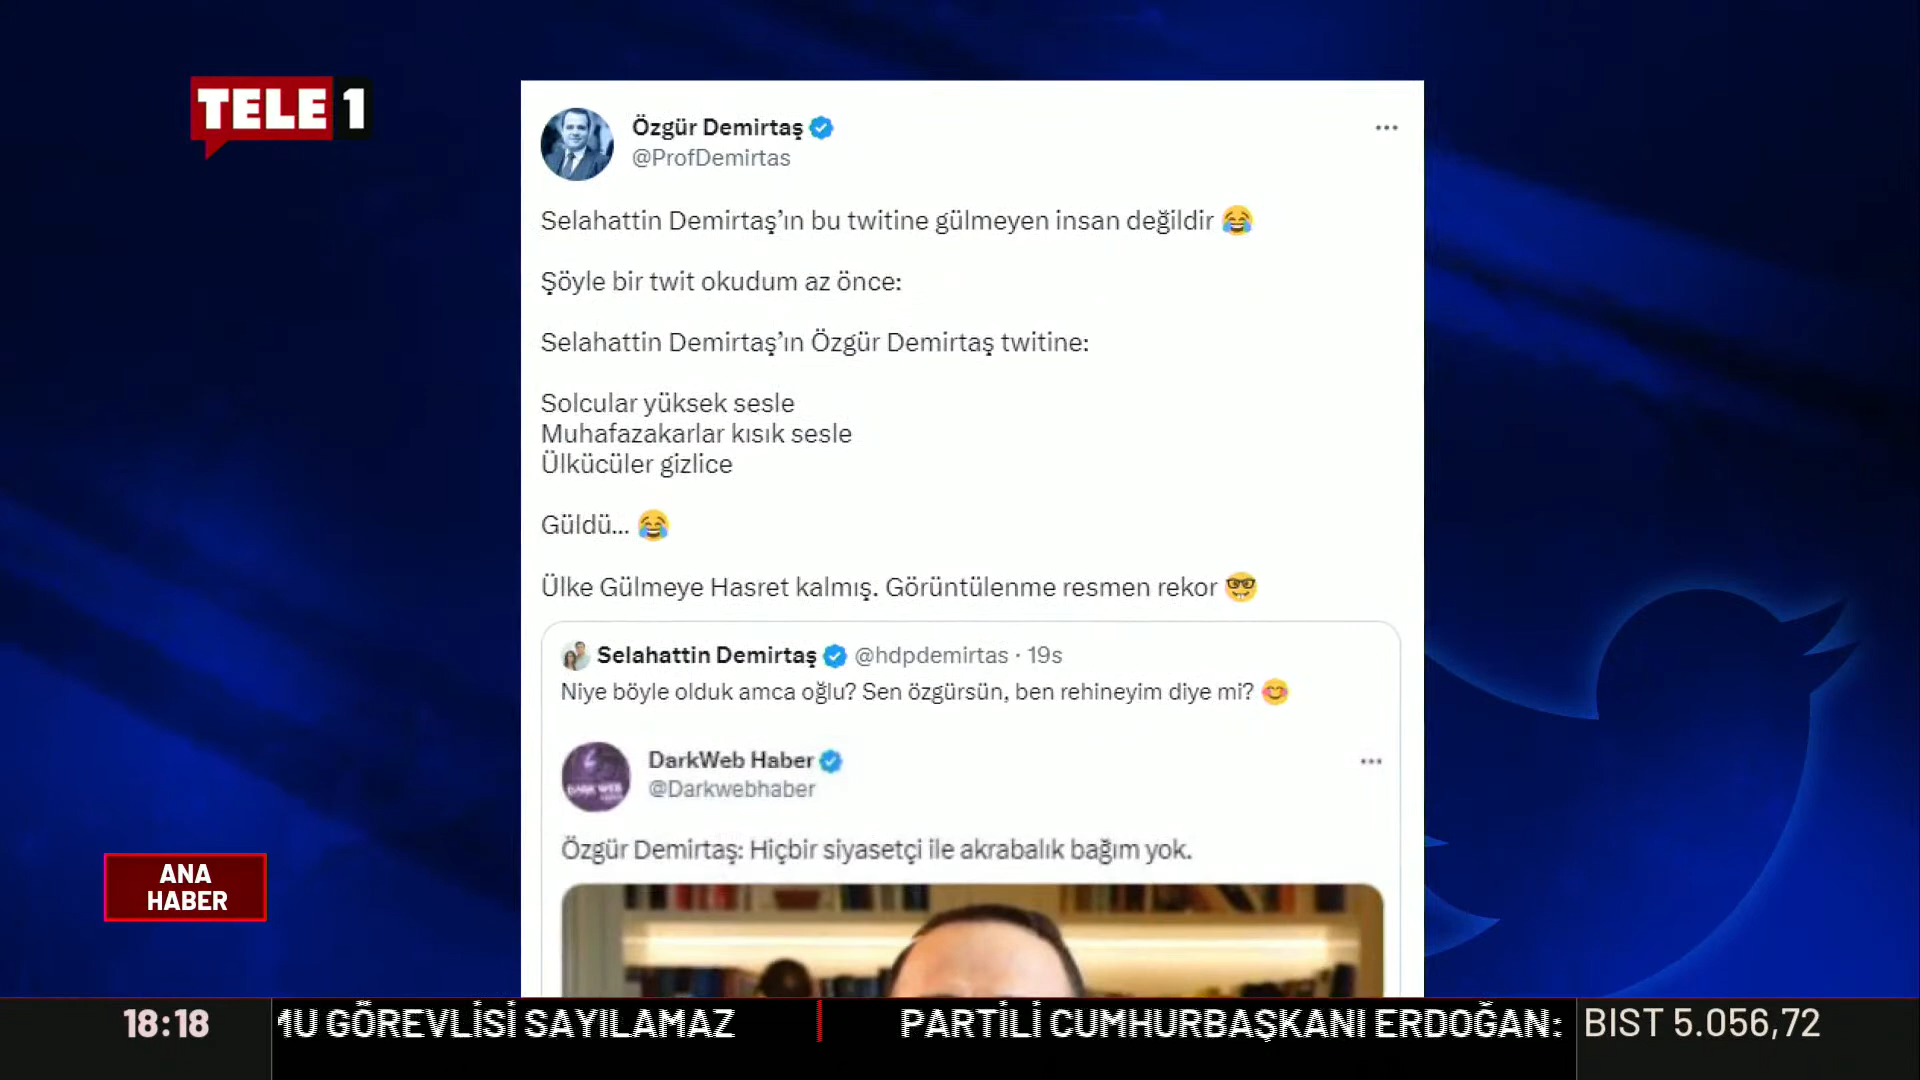 TELE 1
Özgür Demirtaş
@ProfDemirtas
Selahattin Demirtaş’ın bu twitine gülmeyen insan değildir 😂
Şöyle bir twit okudum az önce:
Selahattin Demirtaş’ın Özgür Demirtaş twitine:
Solcular yüksek sesle
Muhafazakarlar kısık sesle
Ülkücüler gizlice
Güldü... 😂
Ülke Gülmeye Hasret kalmış. Görüntülenme resmen rekor 🤓
Selahattin Demirtaş @hdpdemirtas · 19s
Niye böyle olduk amca oğlu? Sen özgürsün, ben rehineyim diye mi? 😊
DarkWeb Haber
@Darkwebhaber
Özgür Demirtaş: Hiçbir siyasetçi ile akrabalık bağım yok.
ANA
HABER
18:18
GÖREVLİSİ SAYILAMAZ | PARTİLİ CUMHURBAŞKANI ERDOĞAN:
BIST 5.056,72